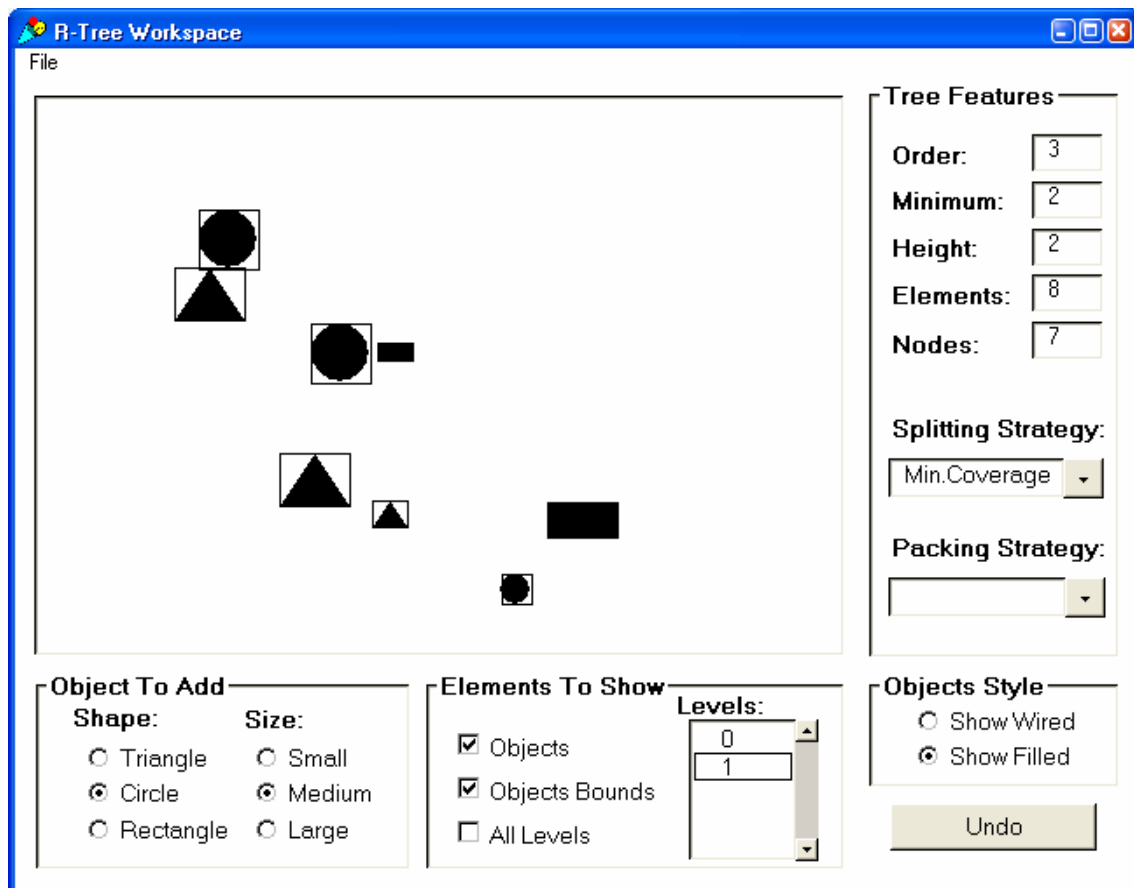 R-Tree Workspace
File
Tree Features
Order: 3
Minimum: 2
Height: 2
Elements: 8
Nodes: 7
Splitting Strategy:
Min.Coverage
Packing Strategy:
Object To Add
Shape: Size:
Triangle Small
Circle Medium
Rectangle Large
Elements To Show
Levels:
Objects
Objects Bounds
All Levels
0
1
Objects Style
Show Wired
Show Filled
Undo